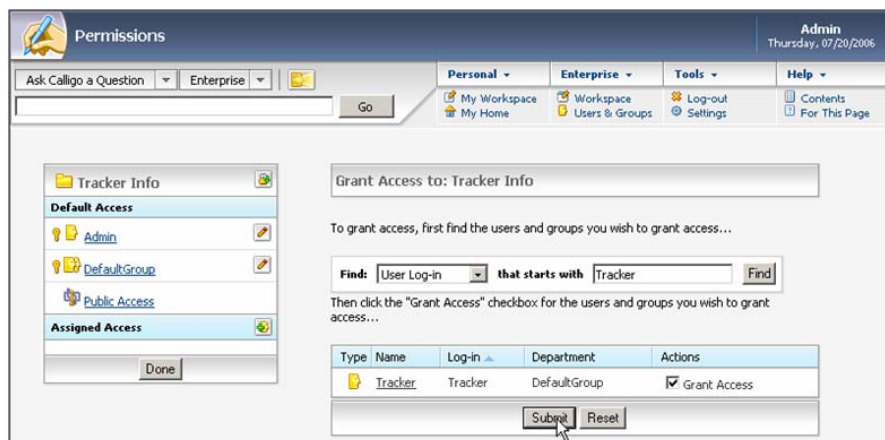 Permissions
Admin
Thursday, 07/20/2006
Ask Calligo a Question
Enterprise
Go
Personal
Enterprise
Tools
Help
My Workspace
Workspace
Log-out
Contents
My Home
Users & Groups
Settings
For This Page
Tracker Info
Default Access
Admin
DefaultGroup
Public Access
Assigned Access
Done
Grant Access to: Tracker Info
To grant access, first find the users and groups you wish to grant access...
Find: User Log-in that starts with Tracker Find
Then click the "Grant Access" checkbox for the users and groups you wish to grant
access...
Type Name Log-in Department Actions
Tracker Tracker DefaultGroup Grant Access
Submit Reset